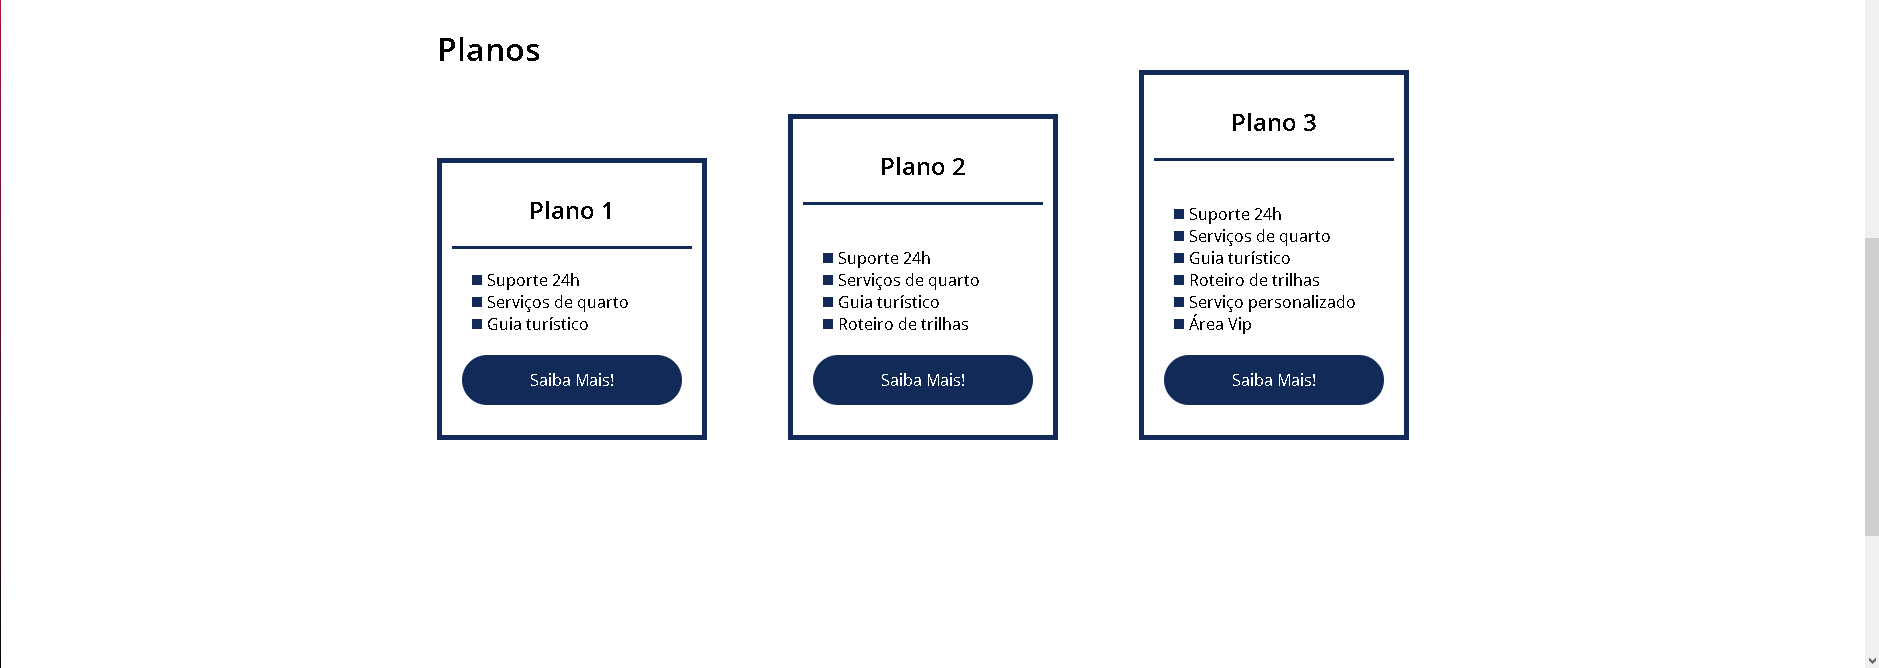 Planos
Plano 1
Suporte 24h
Serviços de quarto
Guia turístico
Saiba Mais!
Plano 2
Suporte 24h
Serviços de quarto
Guia turístico
Roteiro de trilhas
Saiba Mais!
Plano 3
Suporte 24h
Serviços de quarto
Guia turístico
Roteiro de trilhas
Serviço personalizado
Área Vip
Saiba Mais!